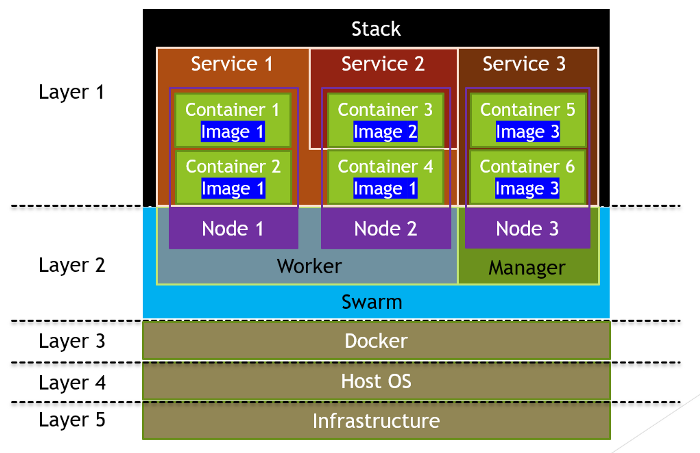 Stack
Layer 1
Service 1
Service 2
Service 3
Container 1
Image 1
Container 3
Image 2
Container 5
Image 3
Container 2
Image 1
Container 4
Image 1
Container 6
Image 3
Node 1
Node 2
Node 3
Layer 2
Worker
Manager
Swarm
Layer 3
Docker
Layer 4
Host OS
Layer 5
Infrastructure